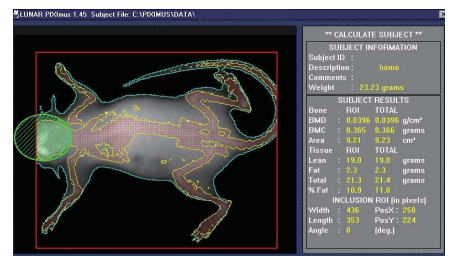 LUNAR PIXImus 1.45 Subject File: C:\PIXIMUS\DATA\
** CALCULATE SUBJECT **
SUBJECT INFORMATION
Subject ID :
Description : homo
Comments :
Weight : 23.23 grams
SUBJECT RESULTS
Bone ROI TOTAL
BMD : 0.0396 0.0396 g/cm²
BMC : 0.365 0.366 grams
Area : 9.21 9.23 cm²
Tissue ROI TOTAL
Lean : 19.0 19.0 grams
Fat : 2.3 2.3 grams
Total : 21.3 21.4 grams
% Fat : 10.9 11.0
INCLUSION ROI (in pixels)
Width : 436 PosX : 250
Length : 353 PosY : 224
Angle : 0 (deg.)